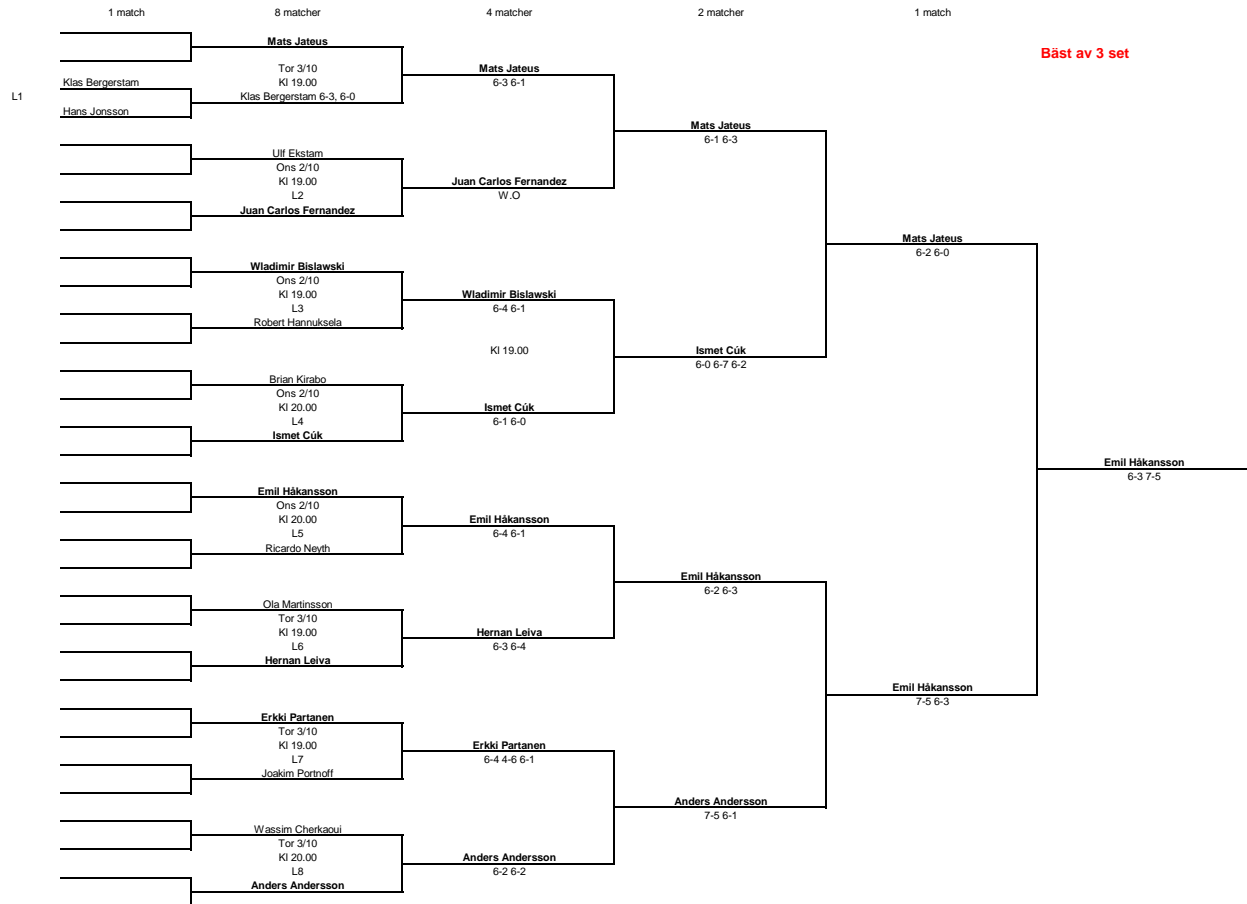 1 match
8 matcher
4 matcher
2 matcher
1 match
Bäst av 3 set
L1
Klas Bergerstam
Hans Jonsson
Mats Jateus
Tor 3/10
Kl 19.00
Klas Bergerstam 6-3, 6-0
Ulf Ekstam
Ons 2/10
Kl 19.00
L2
Juan Carlos Fernandez
Wladimir Bislawski
Ons 2/10
Kl 19.00
L3
Robert Hannuksela
Brian Kirabo
Ons 2/10
Kl 20.00
L4
Ismet Cúk
Emil Håkansson
Ons 2/10
Kl 20.00
L5
Ricardo Neyth
Ola Martinsson
Tor 3/10
Kl 19.00
L6
Hernan Leiva
Erkki Partanen
Tor 3/10
Kl 19.00
L7
Joakim Portnoff
Wassim Cherkaoui
Tor 3/10
Kl 20.00
L8
Anders Andersson
Mats Jateus
6-3 6-1
Juan Carlos Fernandez
W.O
Wladimir Bislawski
6-4 6-1
Kl 19.00
Ismet Cúk
6-1 6-0
Emil Håkansson
6-4 6-1
Hernan Leiva
6-3 6-4
Erkki Partanen
6-4 4-6 6-1
Anders Andersson
6-2 6-2
Mats Jateus
6-1 6-3
Ismet Cúk
6-0 6-7 6-2
Emil Håkansson
6-2 6-3
Anders Andersson
7-5 6-1
Mats Jateus
6-2 6-0
Emil Håkansson
7-5 6-3
Emil Håkansson
6-3 7-5